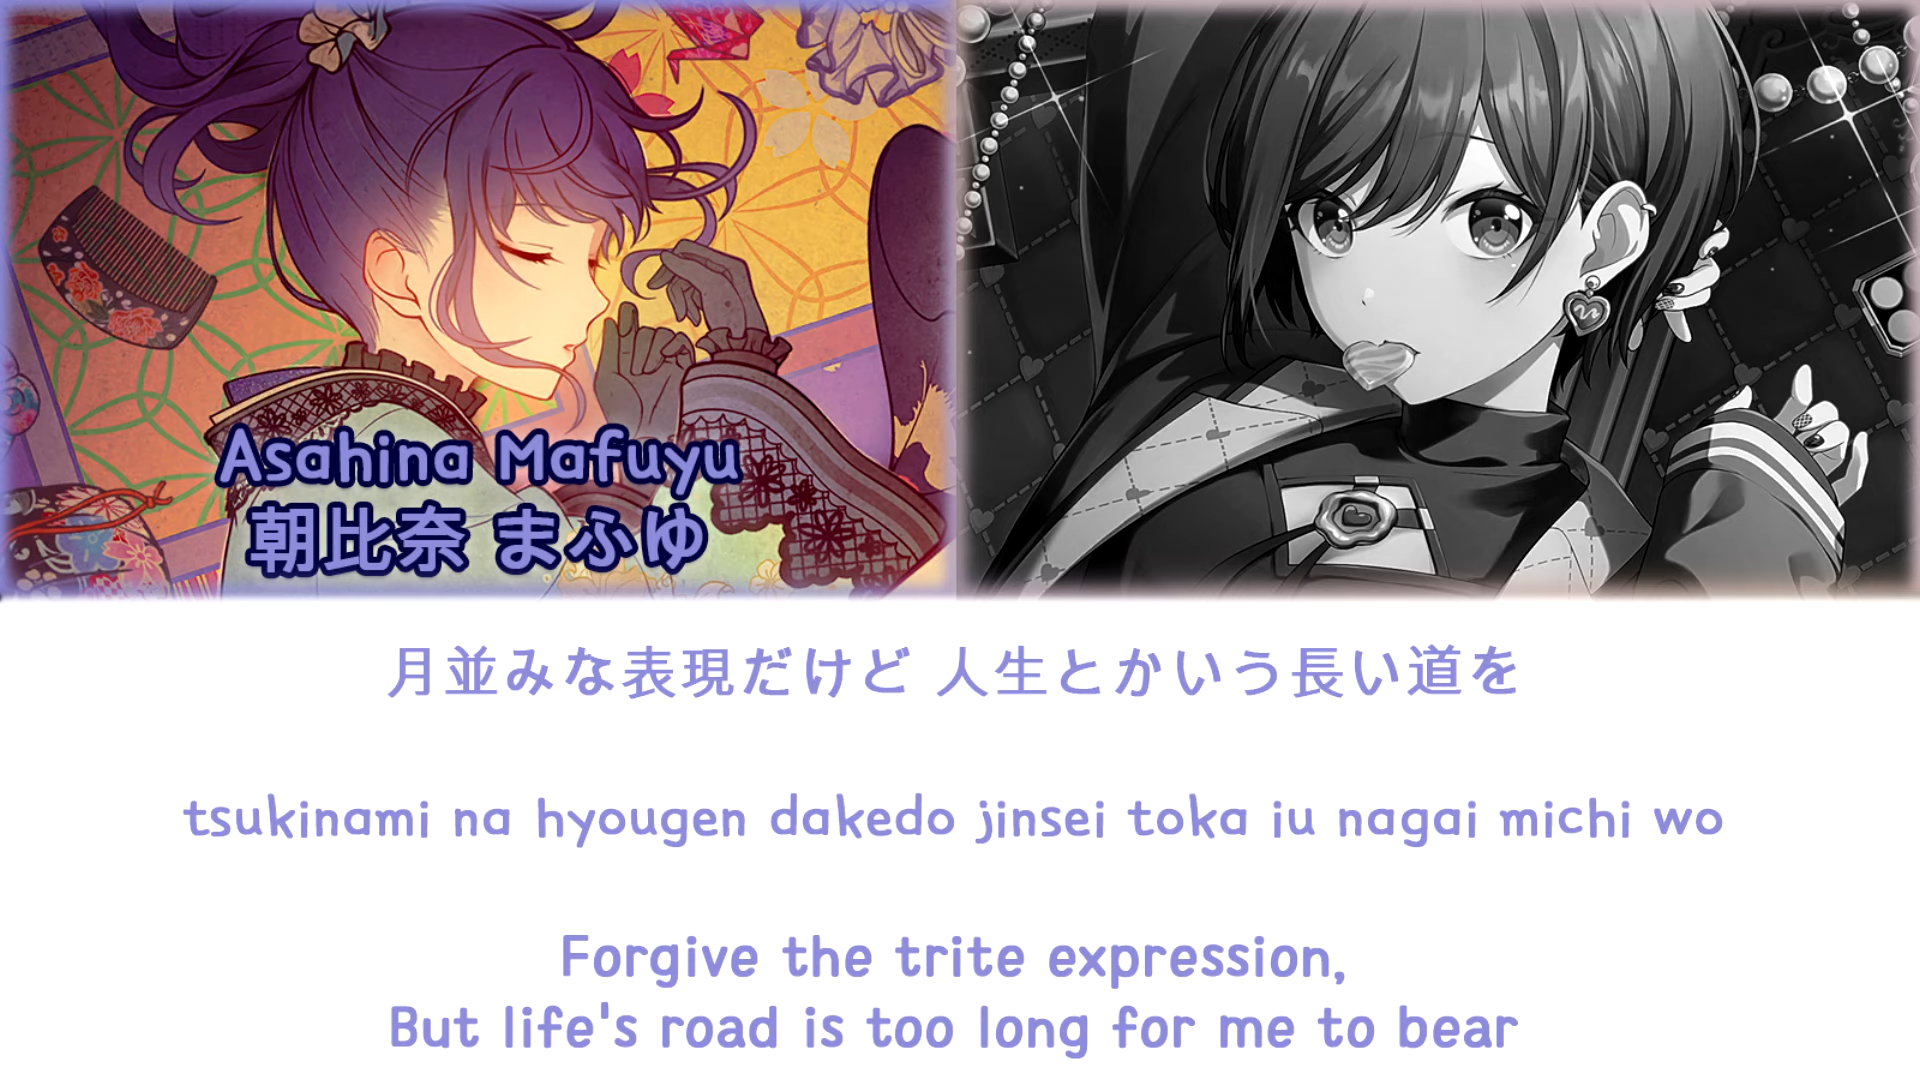 Asahina Mafuyu
朝比奈 まふゆ
月並みな表現だけど 人生とかいう長い道を
tsukinami na hyougen dakedo jinsei toka iu nagai michi wo
Forgive the trite expression,
But life's road is too long for me to bear